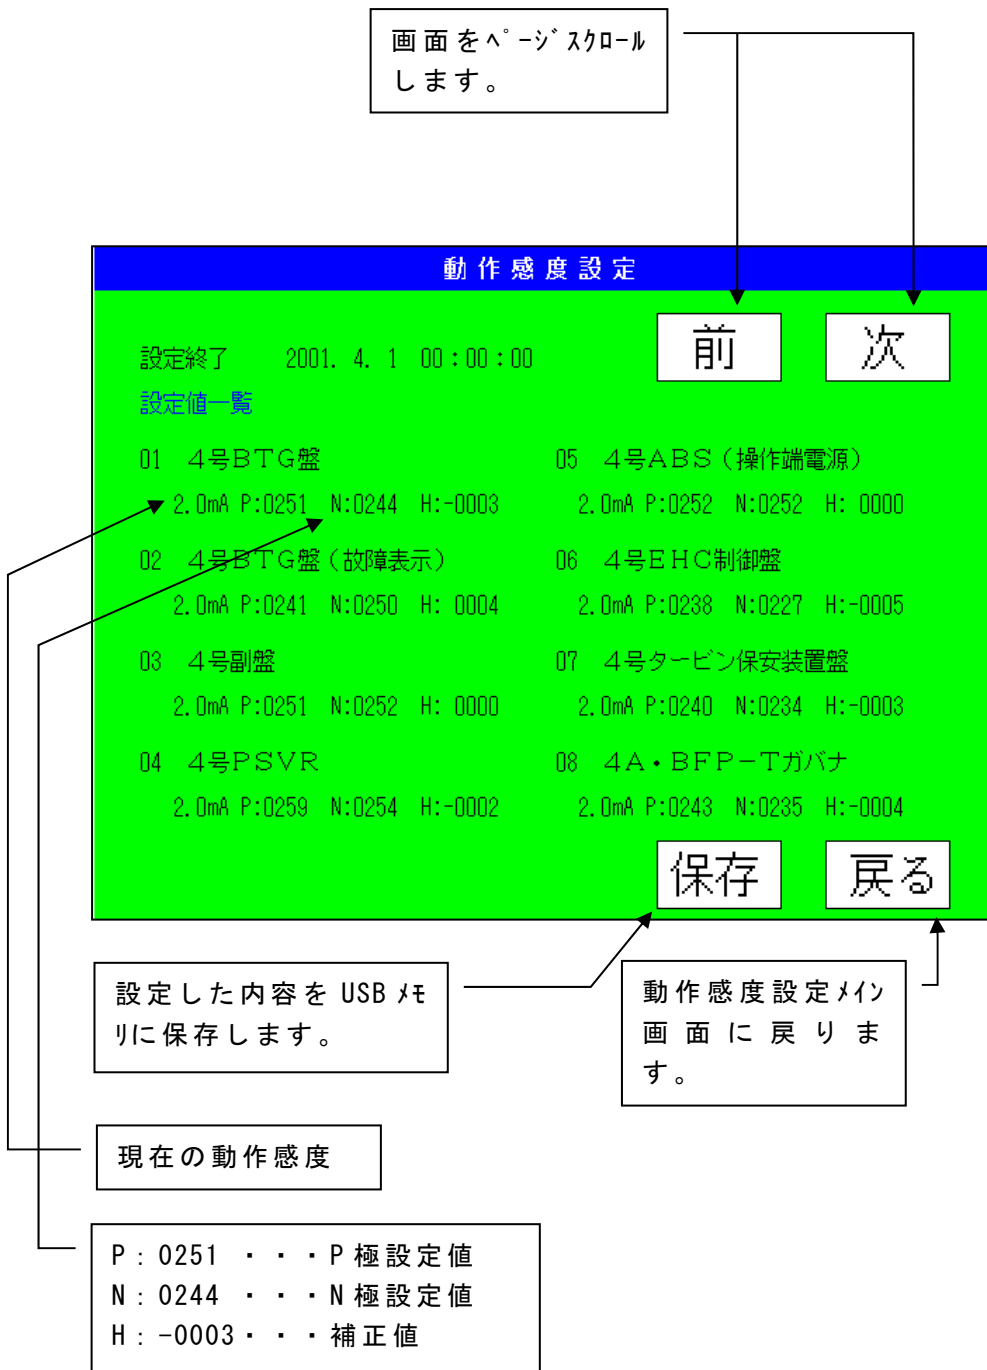 画面をﾍﾟｰｼﾞｽｸﾛｰﾙ
します。
動作感度設定
前
次
設定終了 2001. 4. 1 00：00：00
設定値一覧
01 ４号ＢＴＧ盤
2.0mA P:0251 N:0244 H:-0003
02 ４号ＢＴＧ盤（故障表示）
2.0mA P:0241 N:0250 H: 0004
03 ４号副盤
2.0mA P:0251 N:0252 H: 0000
04 ４号ＰＳＶＲ
2.0mA P:0259 N:0254 H:-0002
05 ４号ＡＢＳ（操作端電源）
2.0mA P:0252 N:0252 H: 0000
06 ４号ＥＨＣ制御盤
2.0mA P:0238 N:0227 H:-0005
07 ４号タービン保安装置盤
2.0mA P:0240 N:0234 H:-0003
08 ４Ａ・ＢＦＰ－Ｔガバナ
2.0mA P:0243 N:0235 H:-0004
保存
戻る
設定した内容を USB ﾒﾓ
ﾘに保存します。
動作感度設定ﾒｲﾝ
画面に戻りま
す。
現在の動作感度
P：0251 ・・・P 極設定値
N：0244 ・・・N 極設定値
H：-0003・・・補正値